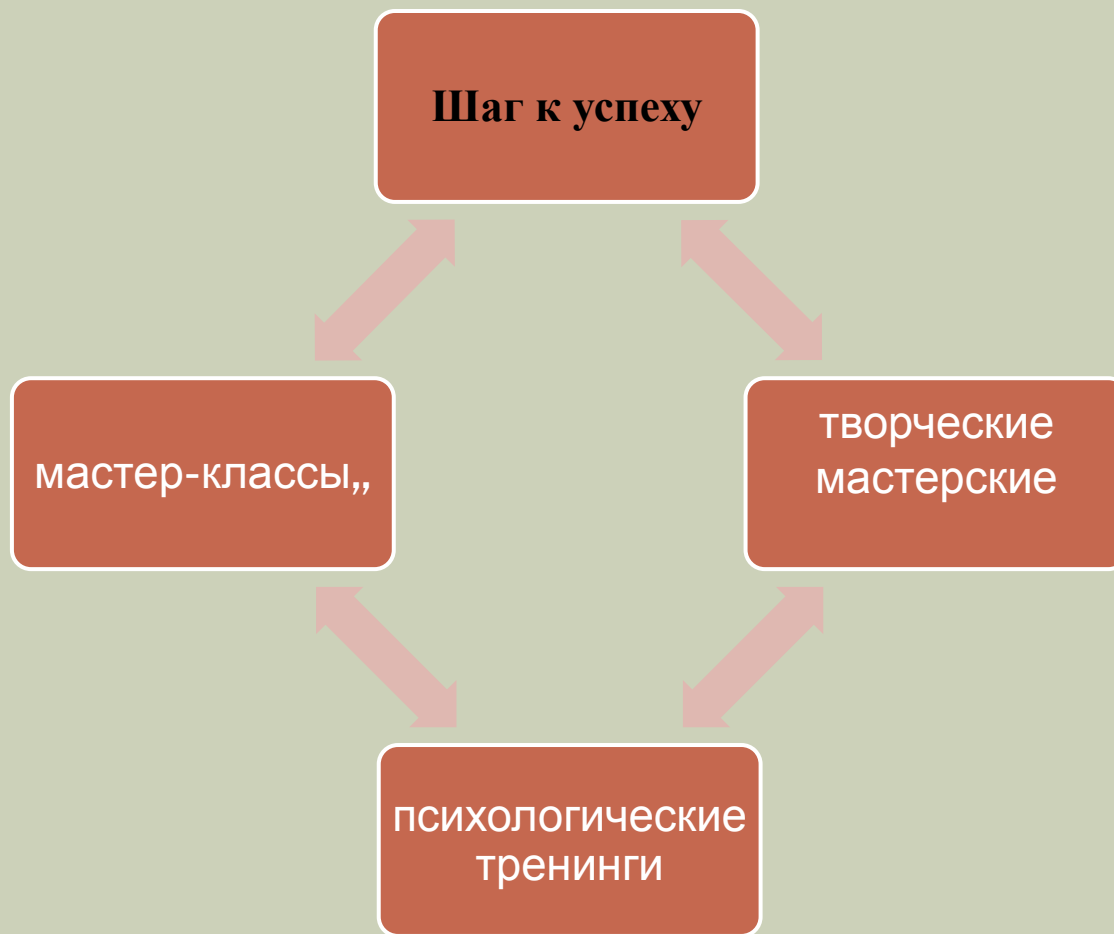 Шаг к успеху
мастер-классы,,
творческие
мастерские
психологические
тренинги